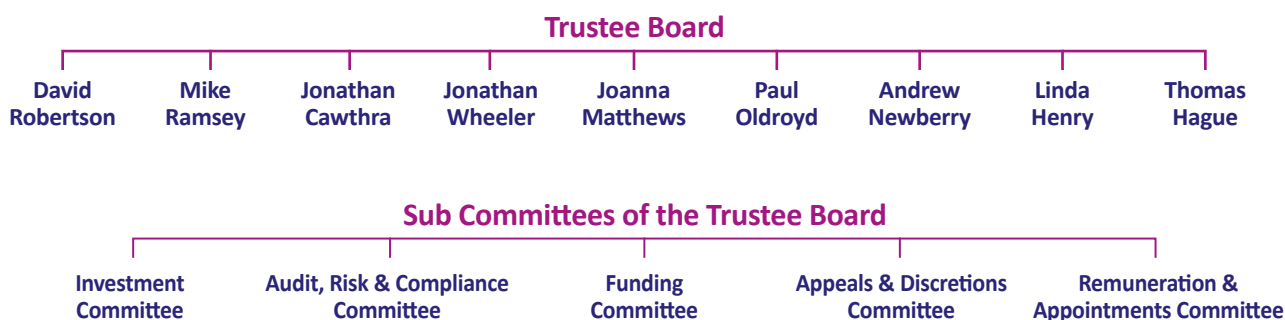 Trustee Board
David Robertson
Mike Ramsey
Jonathan Cawthra
Jonathan Wheeler
Joanna Matthews
Paul Oldroyd
Andrew Newberry
Linda Henry
Thomas Hague
Sub Committees of the Trustee Board
Investment Committee
Audit, Risk & Compliance Committee
Funding Committee
Appeals & Discretions Committee
Remuneration & Appointments Committee